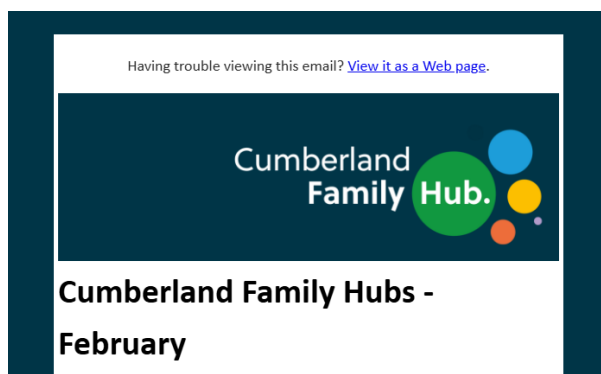 Having trouble viewing this email? View it as a Web page.
Cumberland
Family Hub.
Cumberland Family Hubs -
February